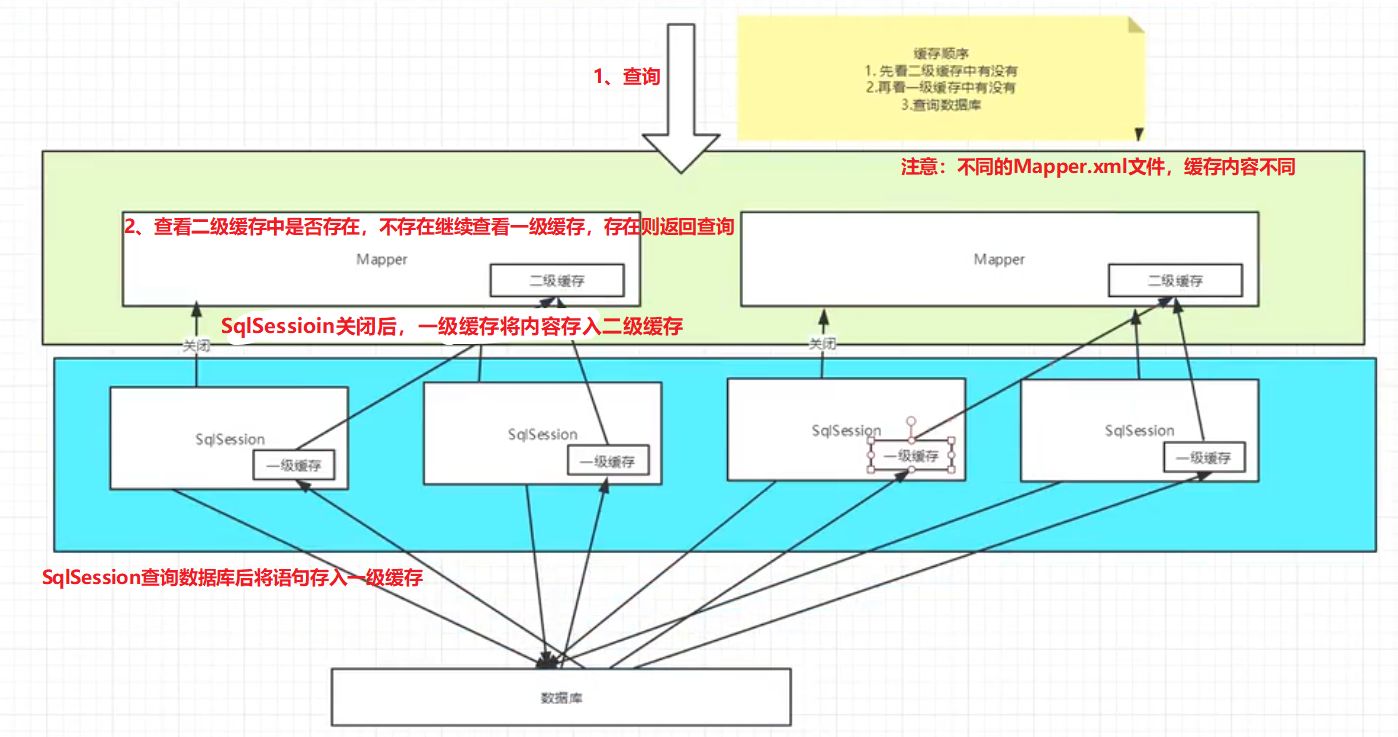 1、查询
缓存顺序
1. 先看二级缓存中有没有
2.再看一级缓存中有没有
3.查询数据库
注意：不同的Mapper.xml文件，缓存内容不同
2、查看二级缓存中是否存在，不存在继续查看一级缓存，存在则返回查询
Mapper
二级缓存
Mapper
二级缓存
SqlSessioin关闭后，一级缓存将内容存入二级缓存
关闭
关闭
SqlSession
一级缓存
SqlSession
一级缓存
SqlSession
一级缓存
SqlSession
一级缓存
SqlSession查询数据库后将语句存入一级缓存
数据库